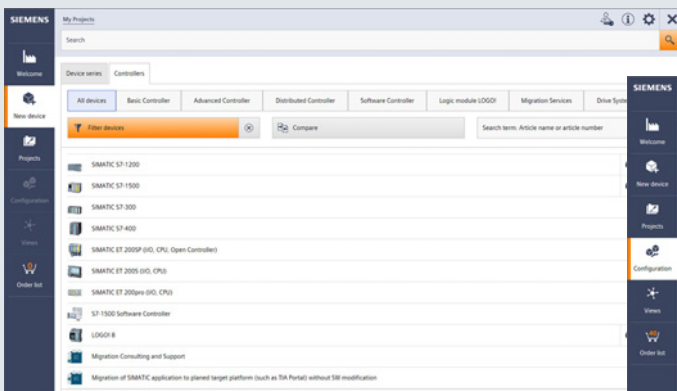 SIEMENS
My Projects
Search
Welcome
New device
Projects
Configuration
Views
Order list
Device series Controllers
All devices Basic Controller Advanced Controller Distributed Controller Software Controller Logic module LOGO! Migration Services Drive Syste
Filter devices Compare Search term. Article name or article number
SIMATIC S7-1200
SIMATIC S7-1500
SIMATIC S7-300
SIMATIC S7-400
SIMATIC ET 200SP (I/O, CPU, Open Controller)
SIMATIC ET 200S (I/O, CPU)
SIMATIC ET 200pro (I/O, CPU)
S7-1500 Software Controller
LOGO! 8
Migration Consulting and Support
Migration of SIMATIC application to planed target platform (such as TIA Portal) without SW-modification
SIEMENS
Welcome
New device
Projects
Configuration
Views
Order list